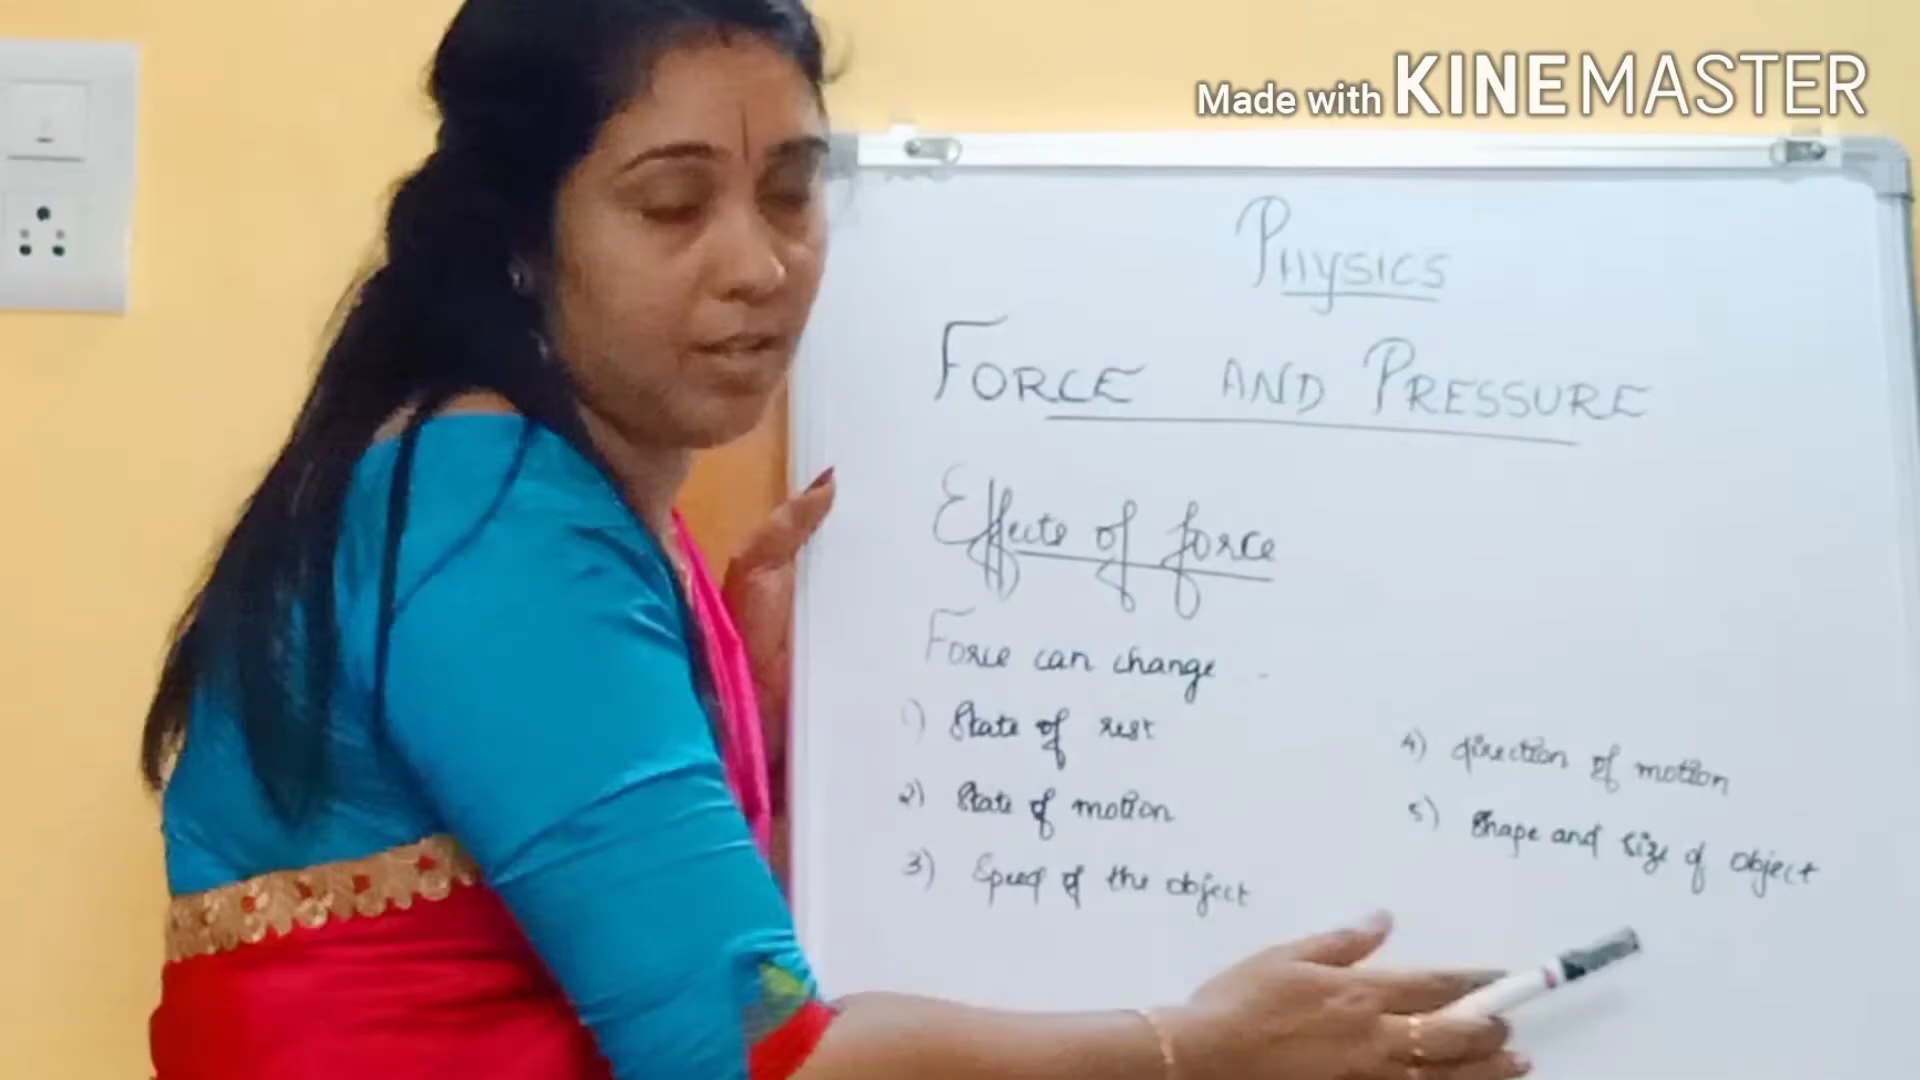 Made with KINEMASTER
PHYSICS
FORCE AND PRESSURE
Effects of force
Force can change -
1) State of rest
2) State of motion
3) Speed of the object
4) direction of motion
5) Shape and size of object